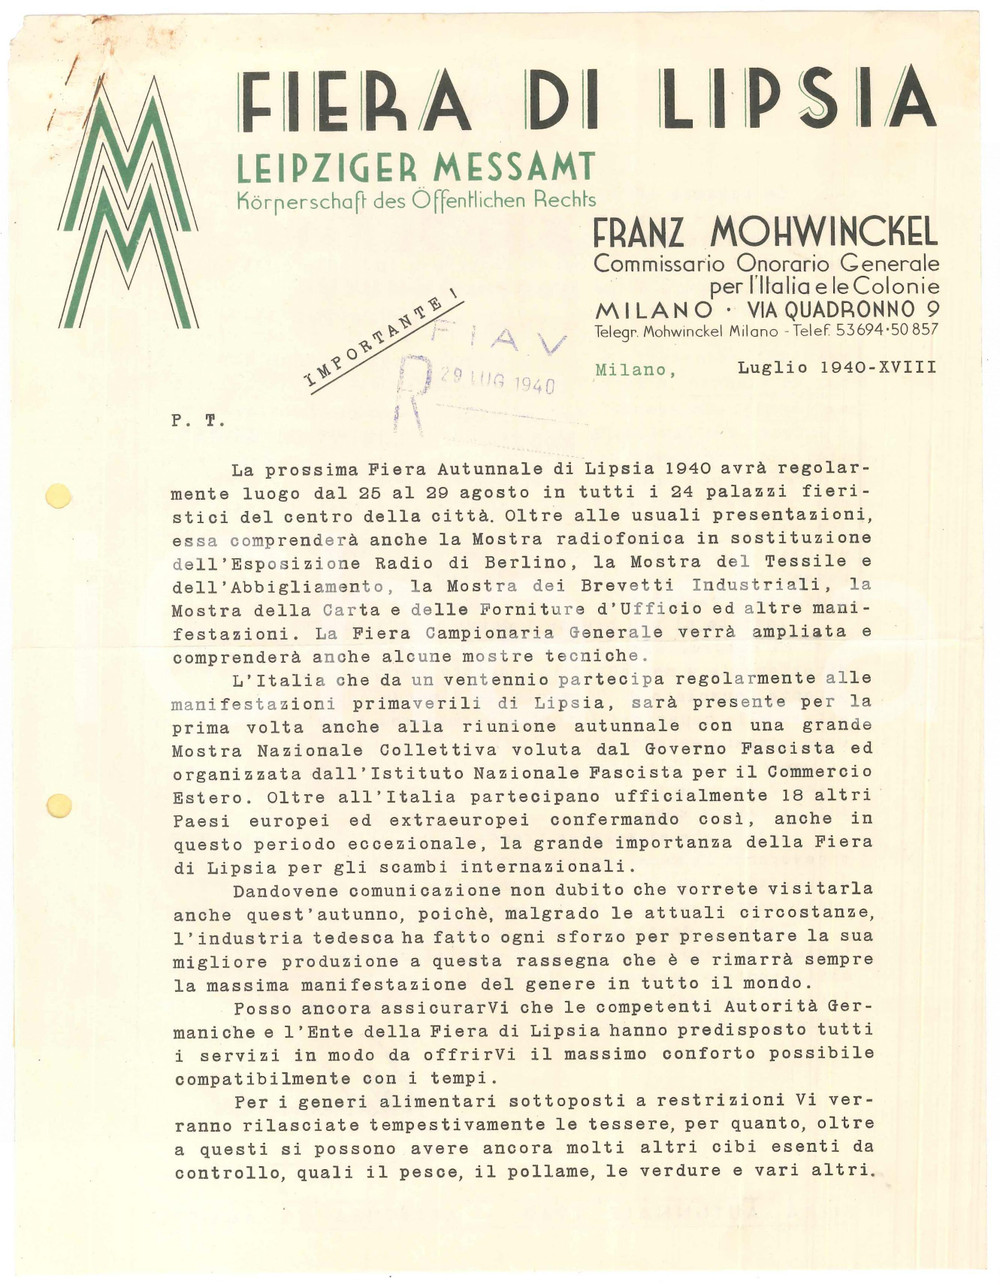 FIERA DI LIPSIA
LEIPZIGER MESSAMT
Körperschaft des Öffentlichen Rechts
FRANZ MOHWINCKEL
Commissario Onorario Generale
per l'Italia e le Colonie
MILANO · VIA QUADRONNO 9
Telegr. Mohwinckel Milano - Telef. 53694·50857
IMPORTANTE!
FIAV
R 29 LUG 1940
Milano, Luglio 1940-XVIII
P. T.
La prossima Fiera Autunnale di Lipsia 1940 avrà regolar-
mente luogo dal 25 al 29 agosto in tutti i 24 palazzi fieri-
stici del centro della città. Oltre alle usuali presentazioni,
essa comprenderà anche la Mostra radiofonica in sostituzione
dell'Esposizione Radio di Berlino, la Mostra del Tessile e
dell'Abbigliamento, la Mostra dei Brevetti Industriali, la
Mostra della Carta e delle Forniture d'Ufficio ed altre mani-
festazioni. La Fiera Campionaria Generale verrà ampliata e
comprenderà anche alcune mostre tecniche.
L'Italia che da un ventennio partecipa regolarmente alle
manifestazioni primaverili di Lipsia, sarà presente per la
prima volta anche alla riunione autunnale con una grande
Mostra Nazionale Collettiva voluta dal Governo Fascista ed
organizzata dall'Istituto Nazionale Fascista per il Commercio
Estero. Oltre all'Italia partecipano ufficialmente 18 altri
Paesi europei ed extraeuropei confermando così, anche in
questo periodo eccezionale, la grande importanza della Fiera
di Lipsia per gli scambi internazionali.
Dandovene comunicazione non dubito che vorrete visitarla
anche quest'autunno, poichè, malgrado le attuali circostanze,
l'industria tedesca ha fatto ogni sforzo per presentare la sua
migliore produzione a questa rassegna che è e rimarrà sempre
la massima manifestazione del genere in tutto il mondo.
Posso ancora assicurarVi che le competenti Autorità Ger-
maniche e l'Ente della Fiera di Lipsia hanno predisposto tutti
i servizi in modo da offrirVi il massimo conforto possibile
compatibilmente con i tempi.
Per i generi alimentari sottoposti a restrizioni Vi ver-
ranno rilasciate tempestivamente le tessere, per quanto, oltre
a questi si possono avere ancora molti altri cibi esenti da
controllo, quali il pesce, il pollame, le verdure e vari altri.